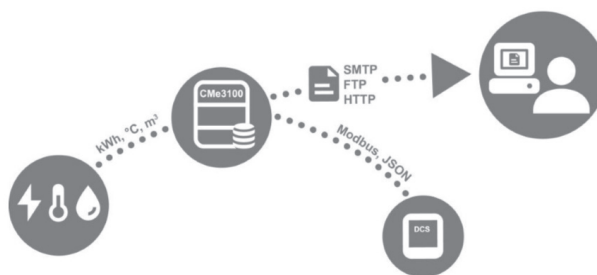 CMe3100
SMTP
FTP
HTTP
kWh, °C, m³
Modbus, JSON
DCS